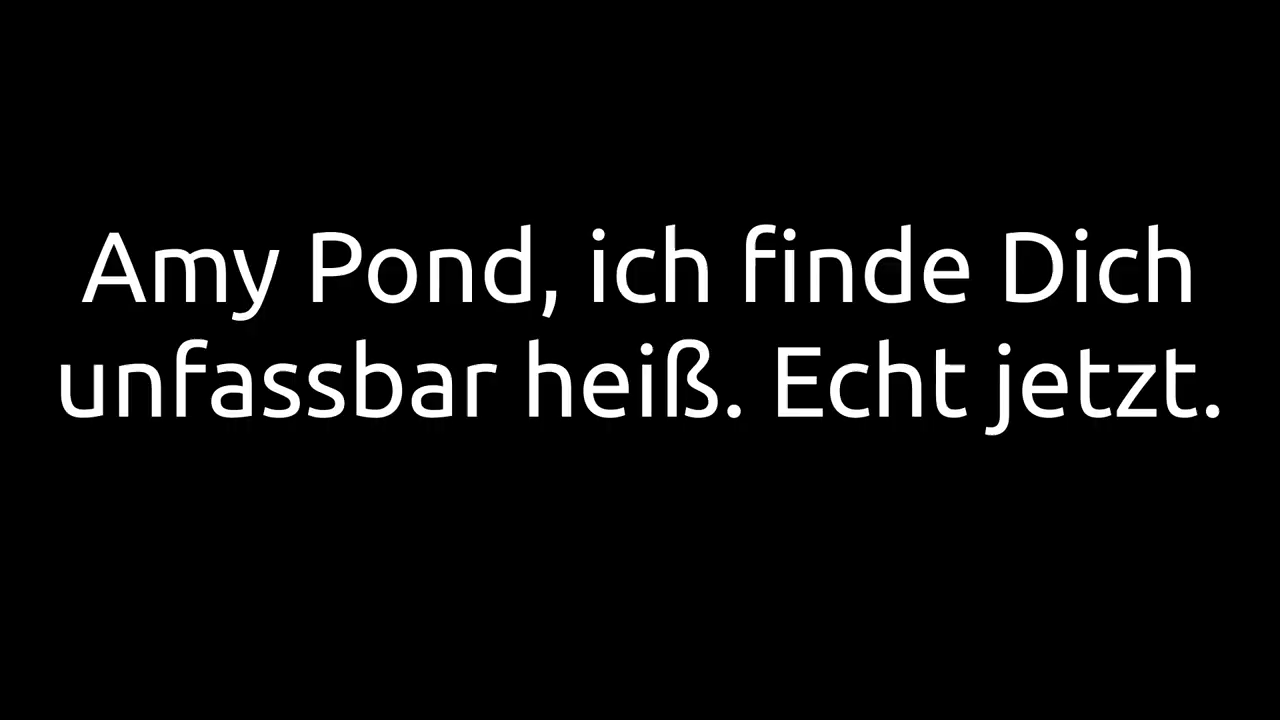 Amy Pond, ich finde Dich
unfassbar heiß. Echt jetzt.